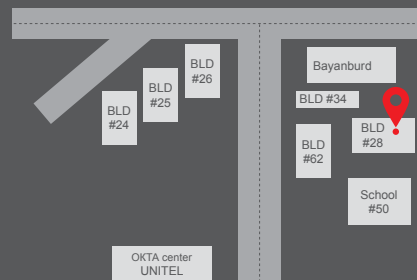 BLD
#24
BLD
#25
BLD
#26
Bayanburd
BLD #34
BLD
#28
BLD
#62
School
#50
OKTA center
UNITEL